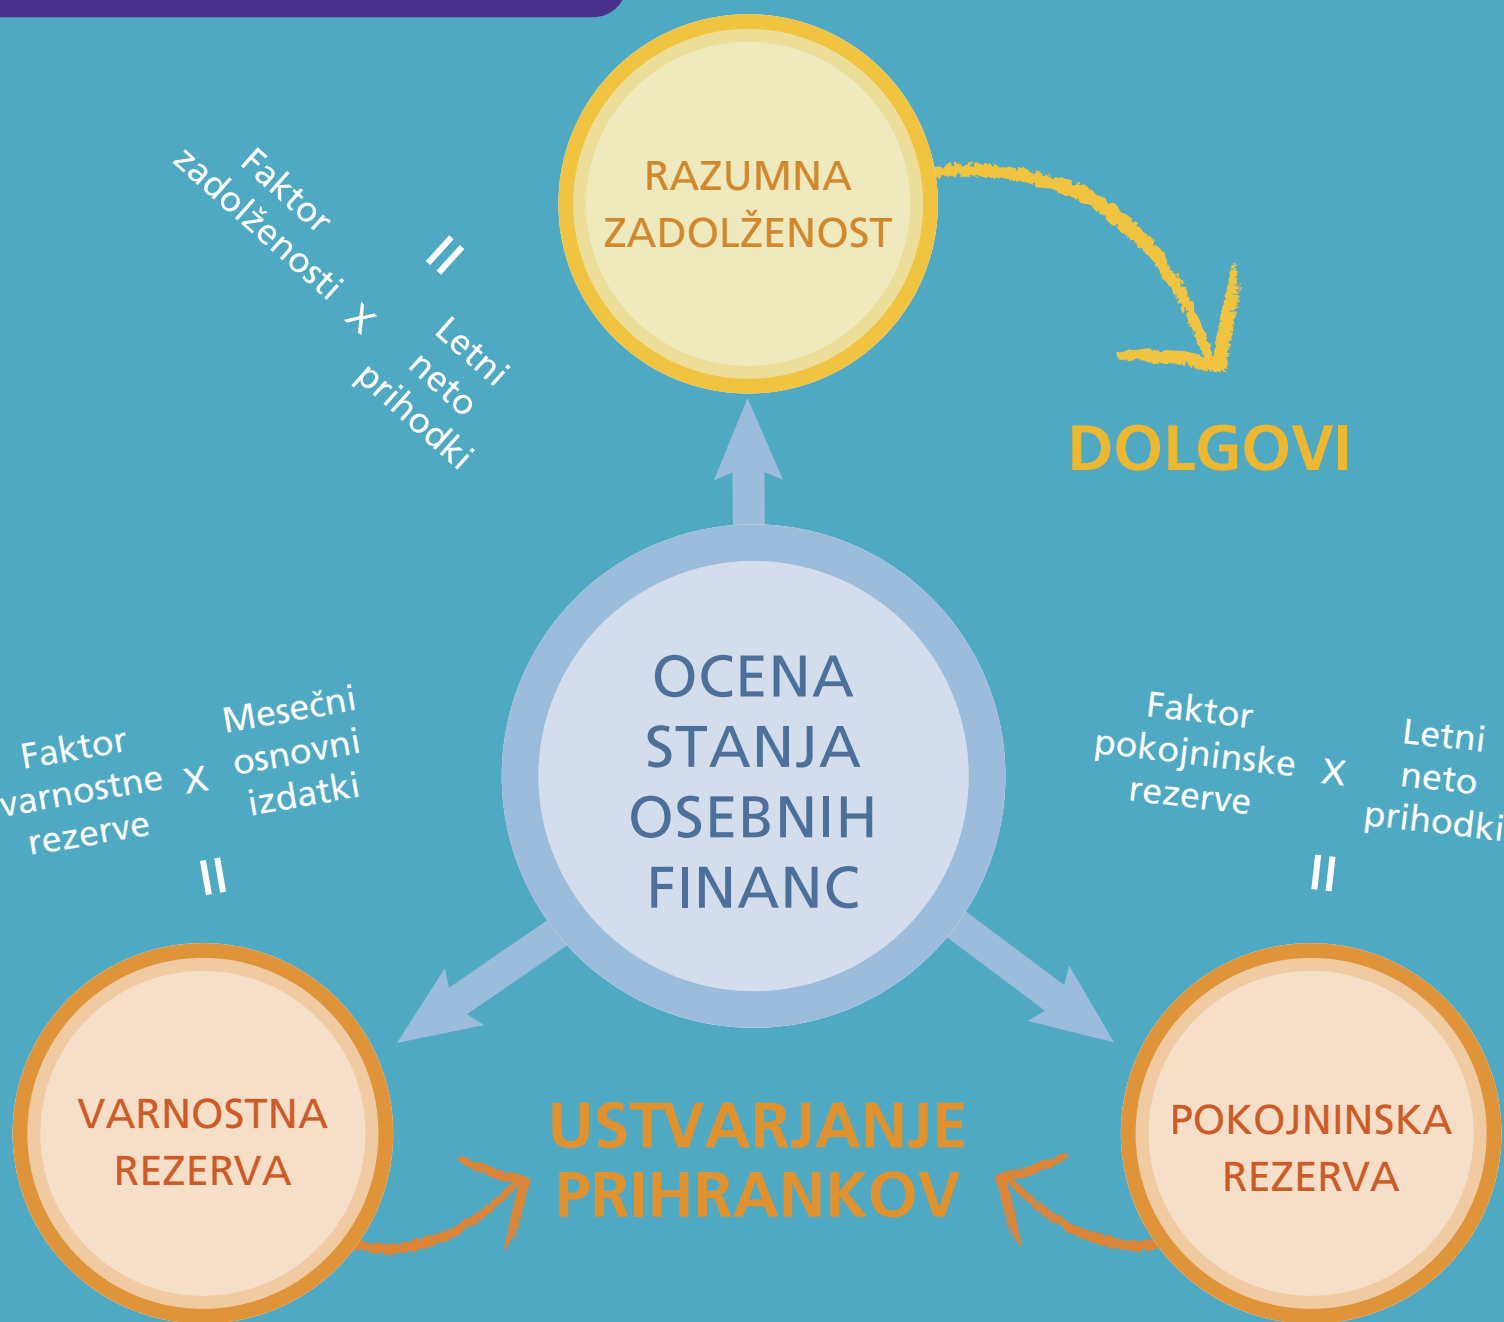 RAZUMNA
ZADOLŽENOST
Faktor
zadolženosti
X
Letni
neto
prihodki
=
DOLGOVI
OCENA
STANJA
OSEBNIH
FINANC
Faktor
varnostne
rezerve
X
Mesečni
osnovni
izdatki
=
Faktor
pokojninske
rezerve
X
Letni
neto
prihodki
=
VARNOSTNA
REZERVA
USTVARJANJE
PRIHRANKOV
POKOJNINSKA
REZERVA